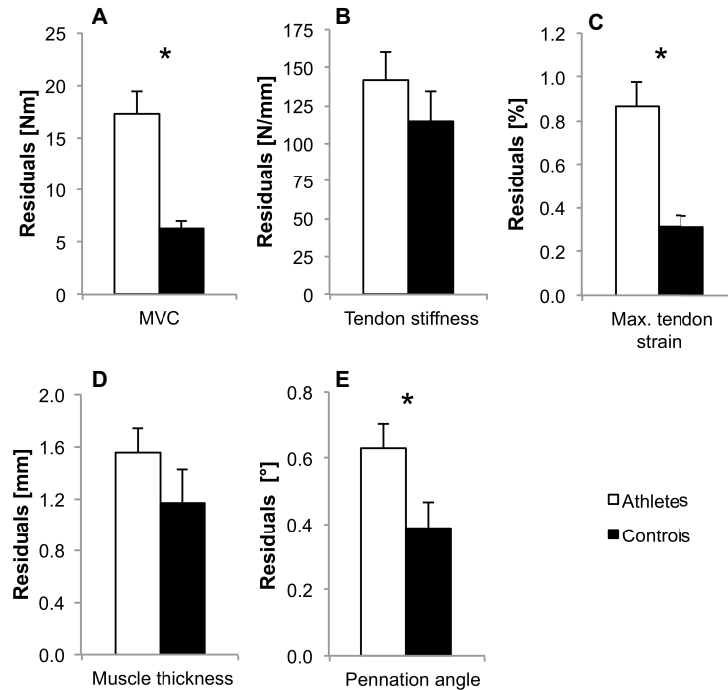 A
Residuals [Nm]
25
20
15
10
5
0
*
MVC
B
Residuals [N/mm]
175
150
125
100
75
50
25
0
Tendon stiffness
C
Residuals [%]
1.2
1.0
0.8
0.6
0.4
0.2
0.0
*
Max. tendon
strain
D
Residuals [mm]
2.0
1.6
1.2
0.8
0.4
0.0
Muscle thickness
E
Residuals [°]
0.8
0.6
0.4
0.2
0.0
*
Pennation angle
Athletes
Controls